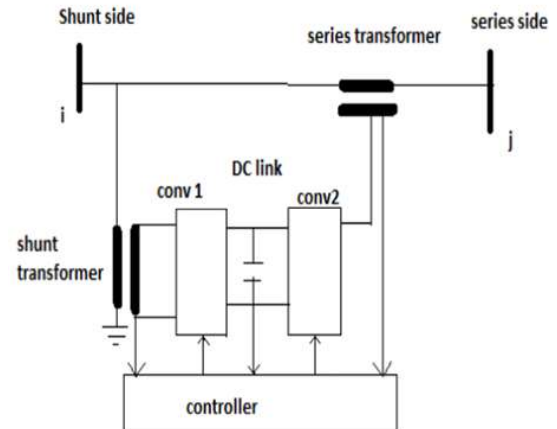 Shunt side
series side
series transformer
i
j
DC link
conv 1
conv2
shunt
transformer
controller